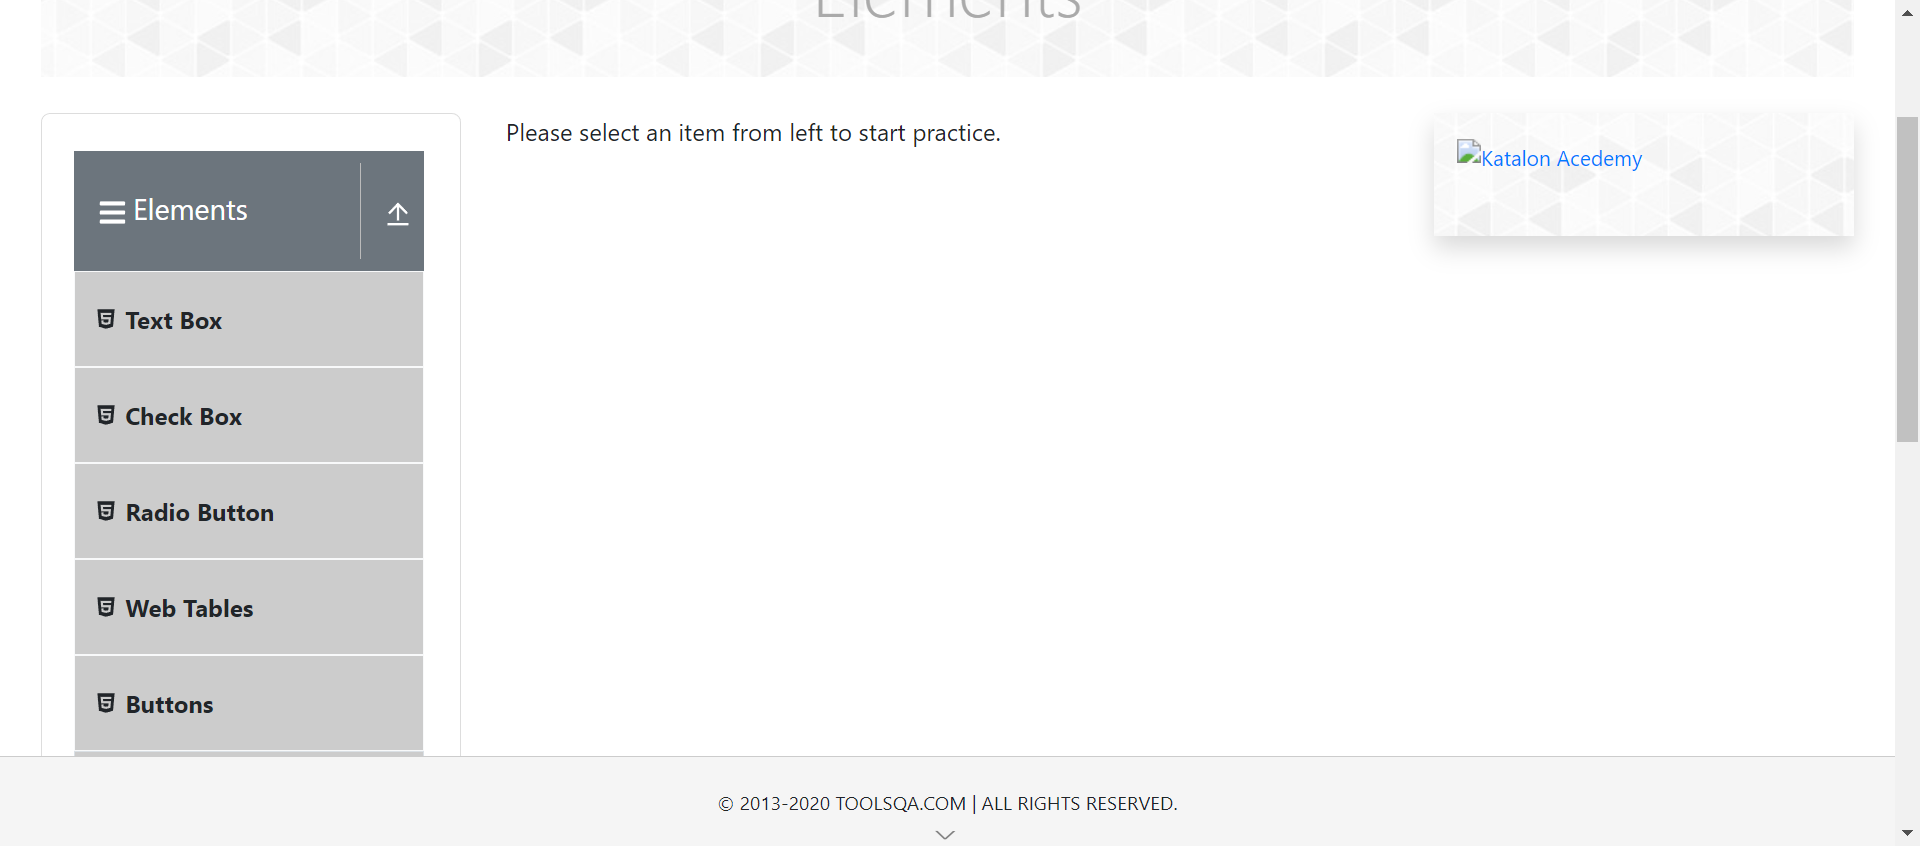 Elements
Please select an item from left to start practice.
Katalon Acedemy
Elements
Text Box
Check Box
Radio Button
Web Tables
Buttons
© 2013-2020 TOOLSQA.COM | ALL RIGHTS RESERVED.